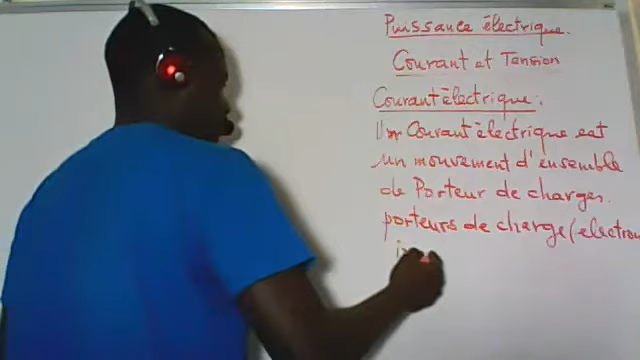 Puissance électrique.
Courant et Tension
Courant électrique :
Un Courant électrique est
un mouvement d'ensemble
de Porteur de charges.
porteurs de charge (electron
i